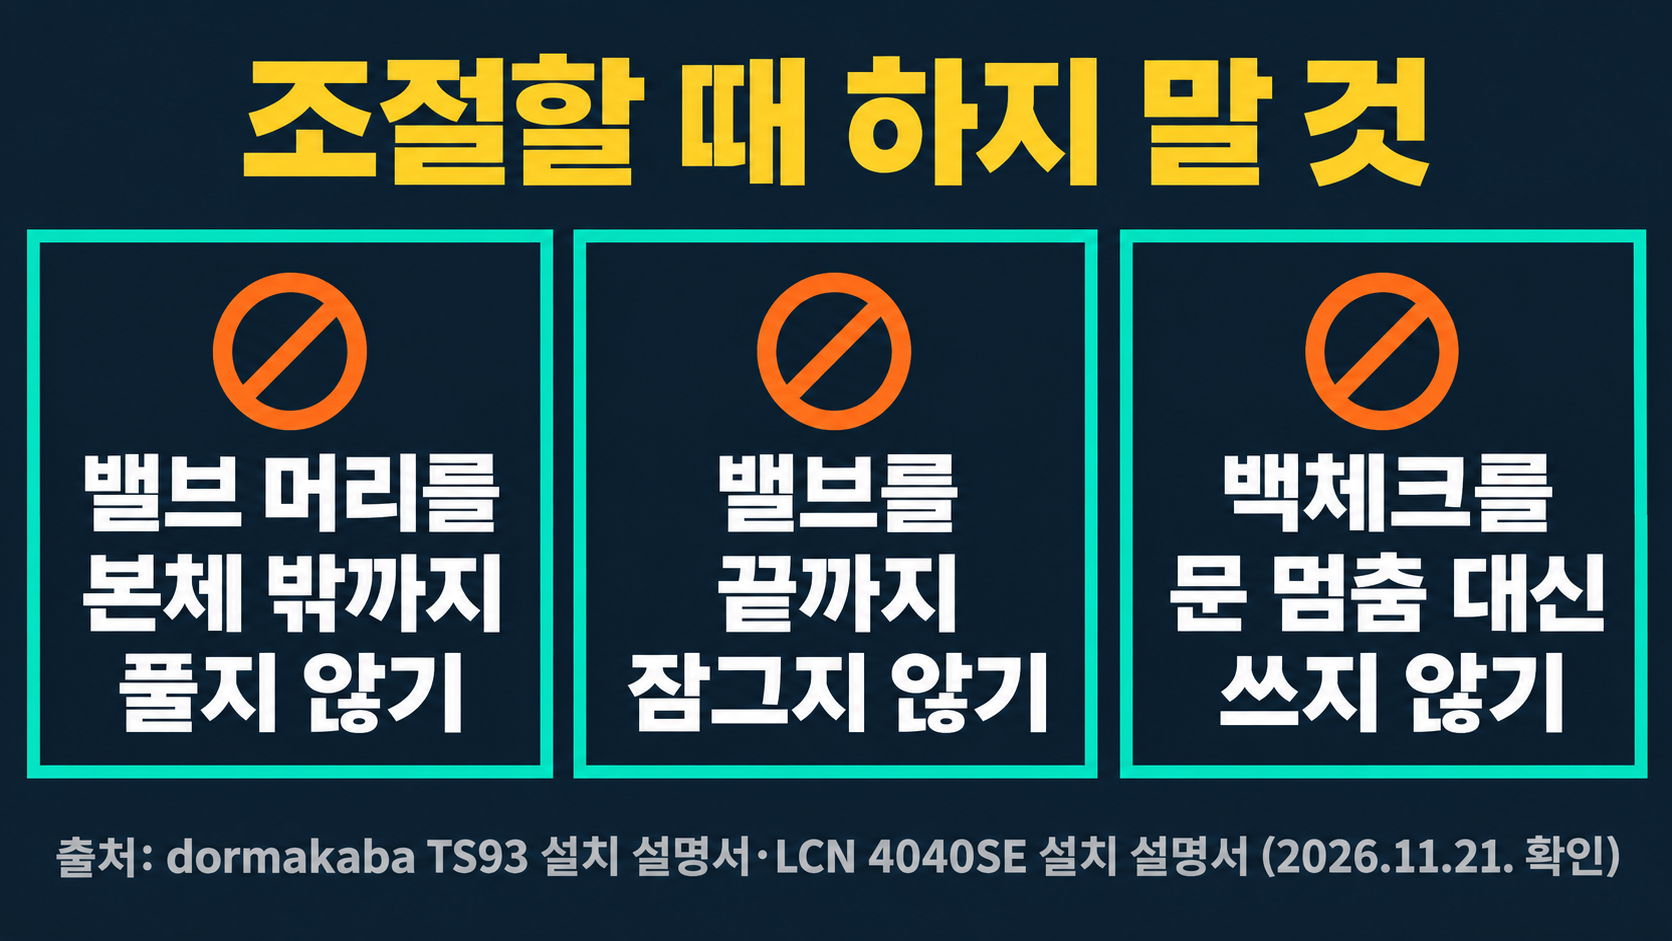 조절할 때 하지 말 것
밸브 머리를
본체 밖까지
풀지 않기
밸브를
끝까지
잠그지 않기
백체크를
문 멈춤 대신
쓰지 않기
출처: dormakaba TS93 설치 설명서·LCN 4040SE 설치 설명서 (2026.11.21. 확인)